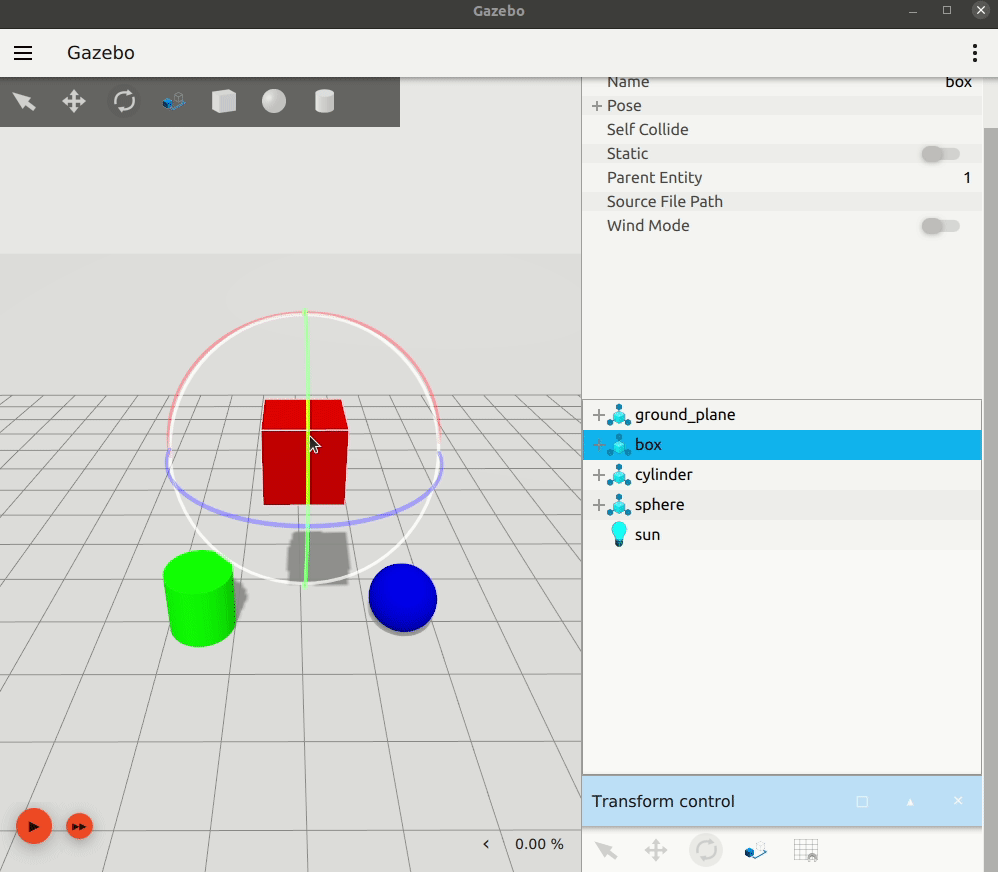 Gazebo
Gazebo
Name box
Pose
Self Collide
Static
Parent Entity 1
Source File Path
Wind Mode
ground_plane
box
cylinder
sphere
sun
Transform control
0.00 %